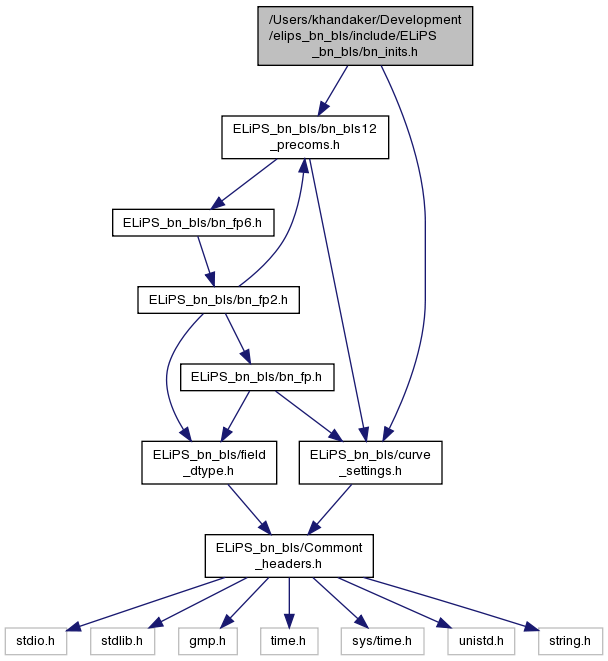 /Users/khandaker/Development
/elips_bn_bls/include/ELiPS
_bn_bls/bn_inits.h
ELiPS_bn_bls/bn_bls12
_precoms.h
ELiPS_bn_bls/bn_fp6.h
ELiPS_bn_bls/bn_fp2.h
ELiPS_bn_bls/bn_fp.h
ELiPS_bn_bls/field
_dtype.h
ELiPS_bn_bls/curve
_settings.h
ELiPS_bn_bls/Commont
_headers.h
stdio.h
stdlib.h
gmp.h
time.h
sys/time.h
unistd.h
string.h